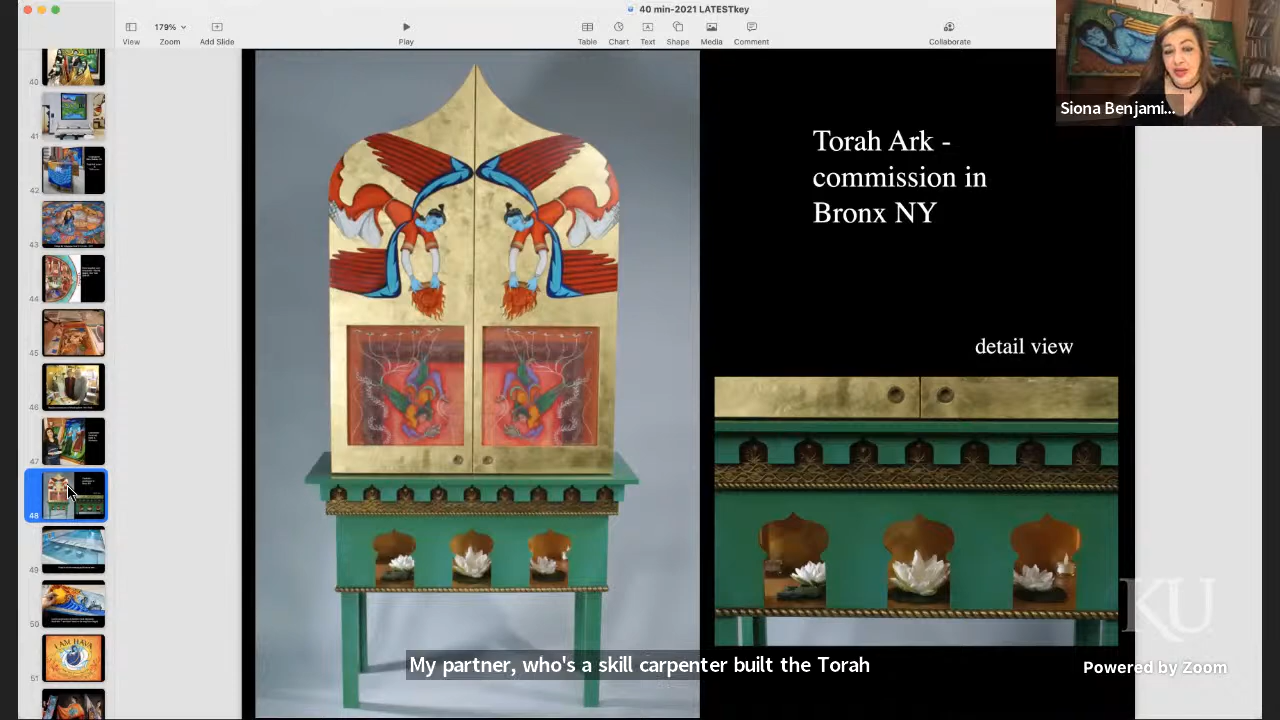 40 min-2021 LATESTkey
179%
View
Zoom
Add Slide
Play
Table
Chart
Text
Shape
Media
Comment
Collaborate
Siona Benjami...
40
41
42
43
44
45
46
47
48
49
50
51
I AM HAVA
Torah Ark -
commission in
Bronx NY
detail view
KU
My partner, who's a skill carpenter built the Torah
Powered by Zoom